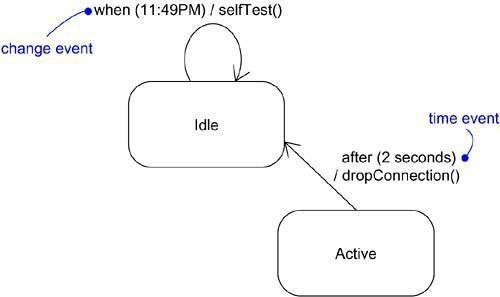 when (11:49PM) / selfTest()
change event
Idle
time event
after (2 seconds)
/ dropConnection()
Active